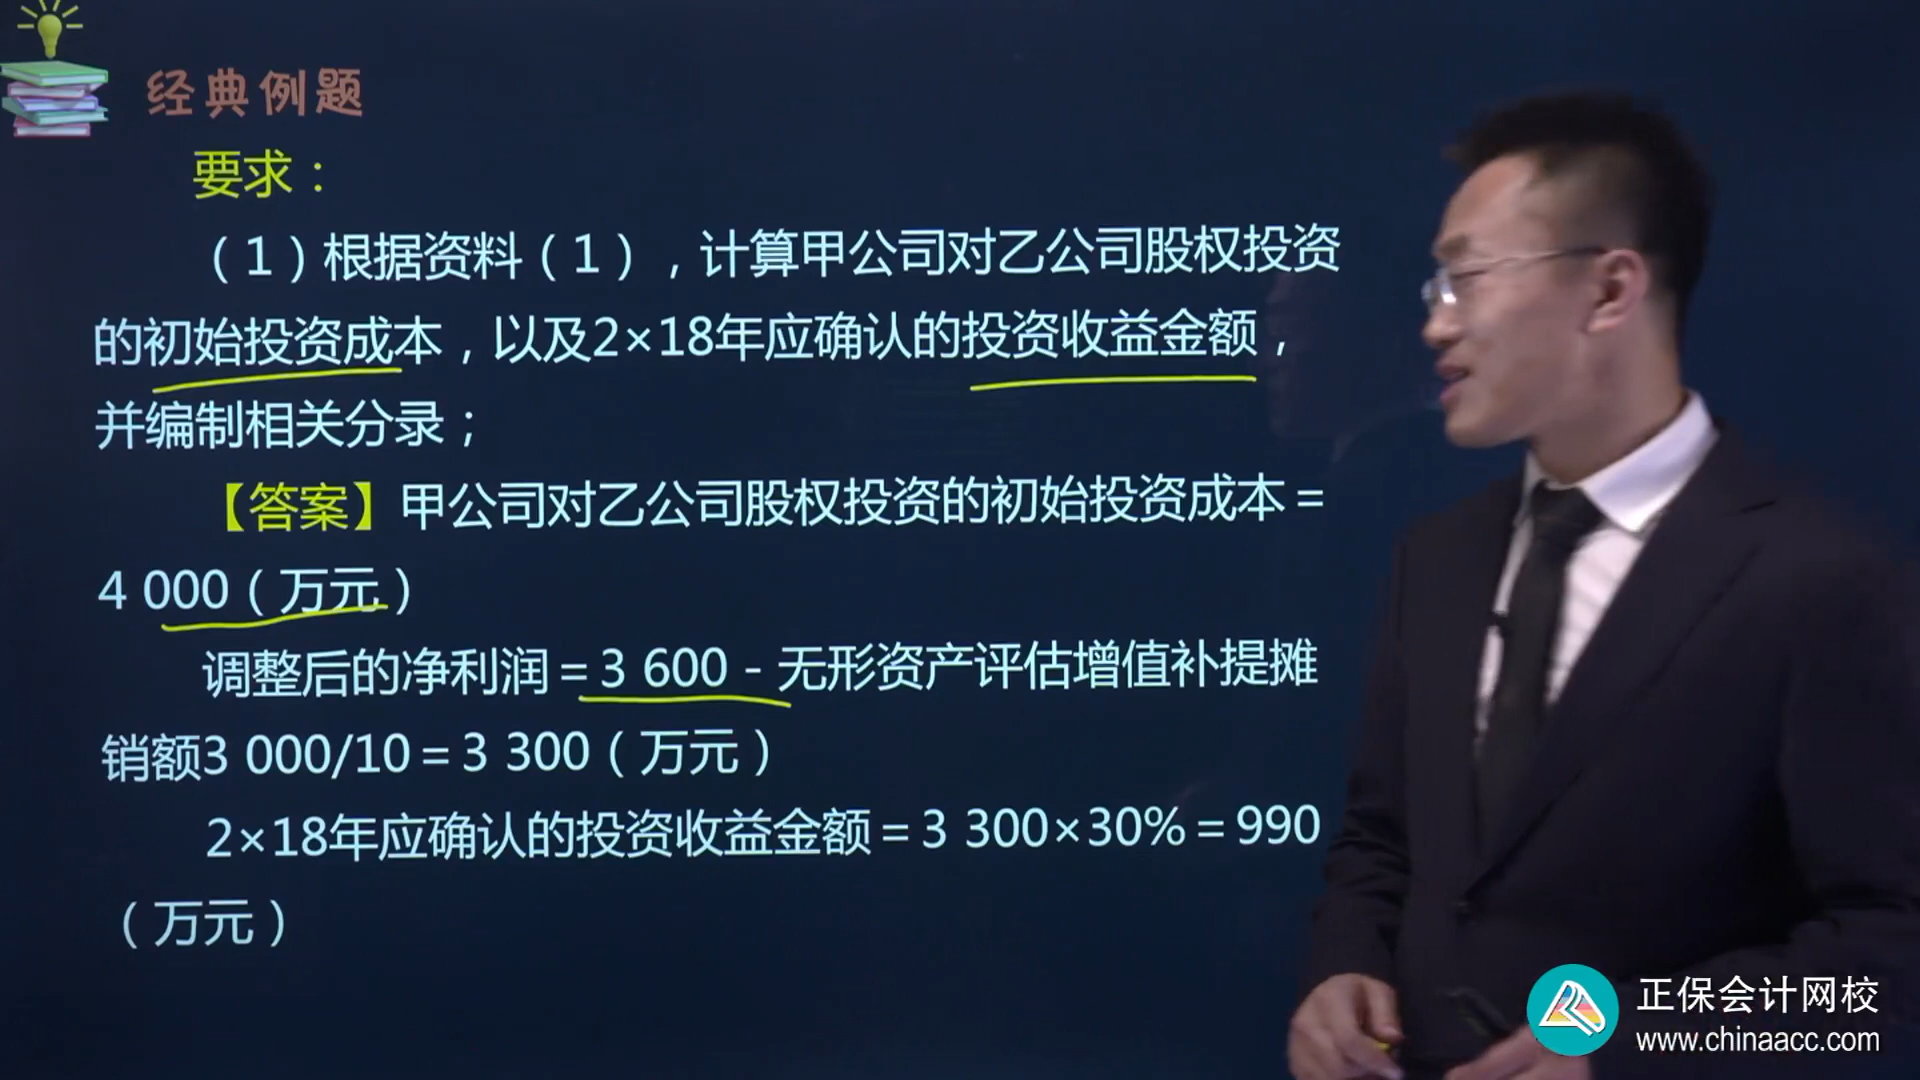 经典例题
要求：
（1）根据资料（1），计算甲公司对乙公司股权投资
的初始投资成本，以及2×18年应确认的投资收益金额，
并编制相关分录；
【答案】甲公司对乙公司股权投资的初始投资成本＝
4 000（万元）
调整后的净利润＝3 600－无形资产评估增值补提摊
销额3 000/10＝3 300（万元）
2×18年应确认的投资收益金额＝3 300×30%＝990
（万元）
正保会计网校
www.chinaacc.com